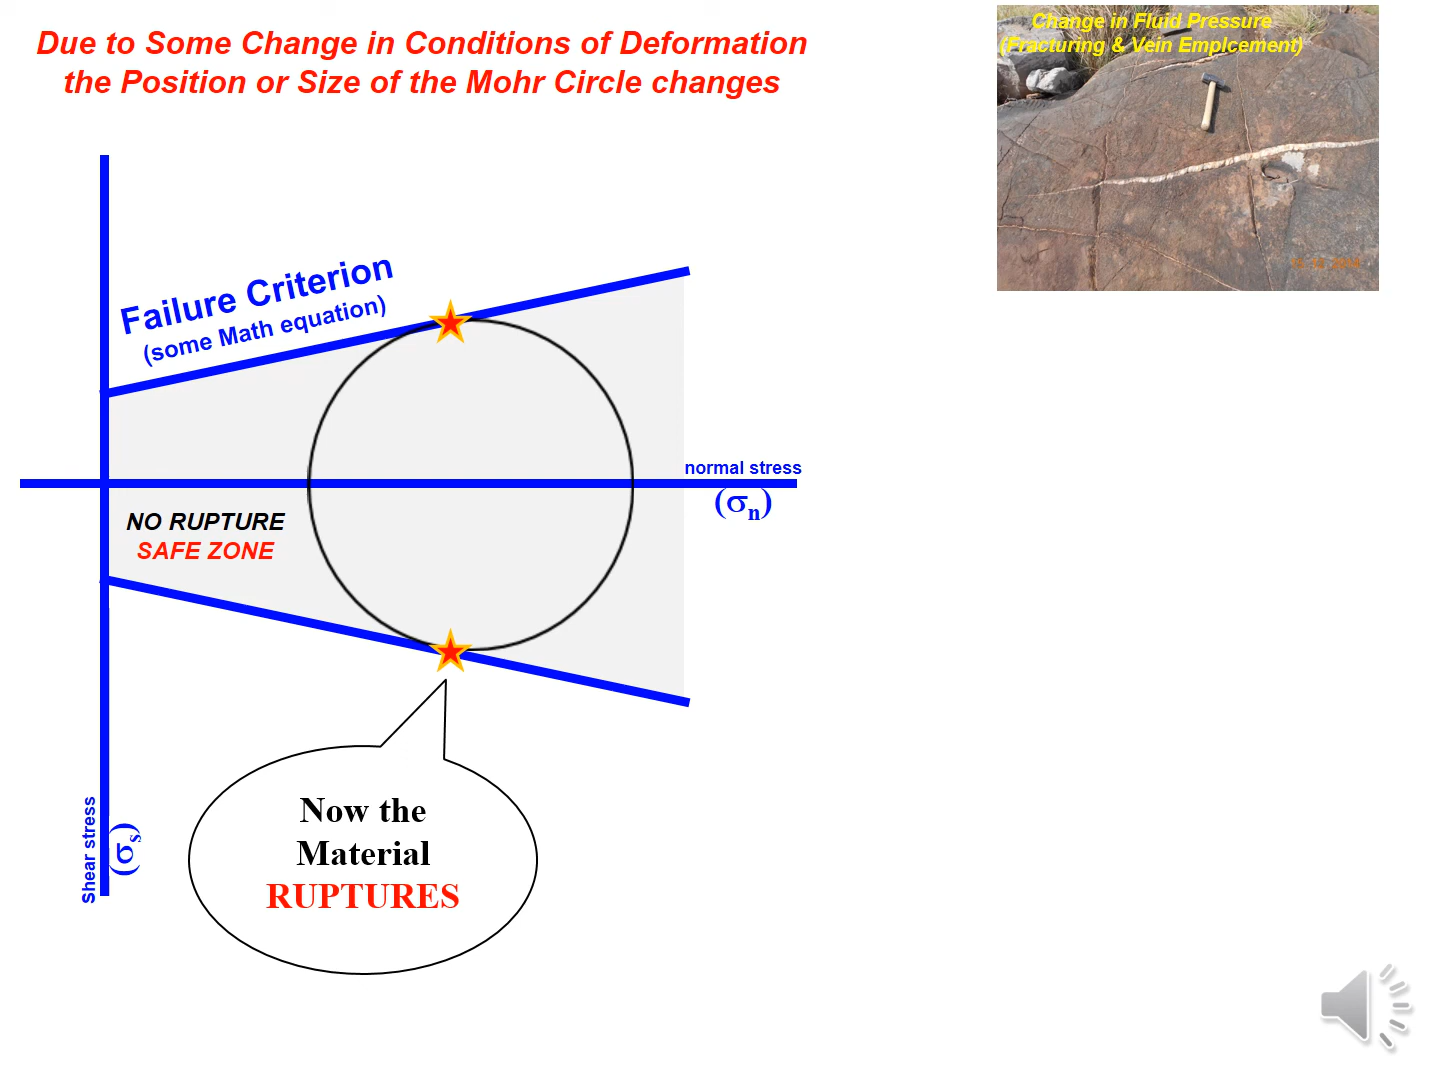 Due to Some Change in Conditions of Deformation
the Position or Size of the Mohr Circle changes
Change in Fluid Pressure
(Fracturing & Vein Emplcement)
Failure Criterion
(some Math equation)
normal stress
(σn)
NO RUPTURE
SAFE ZONE
Shear stress
(σs)
Now the
Material
RUPTURES